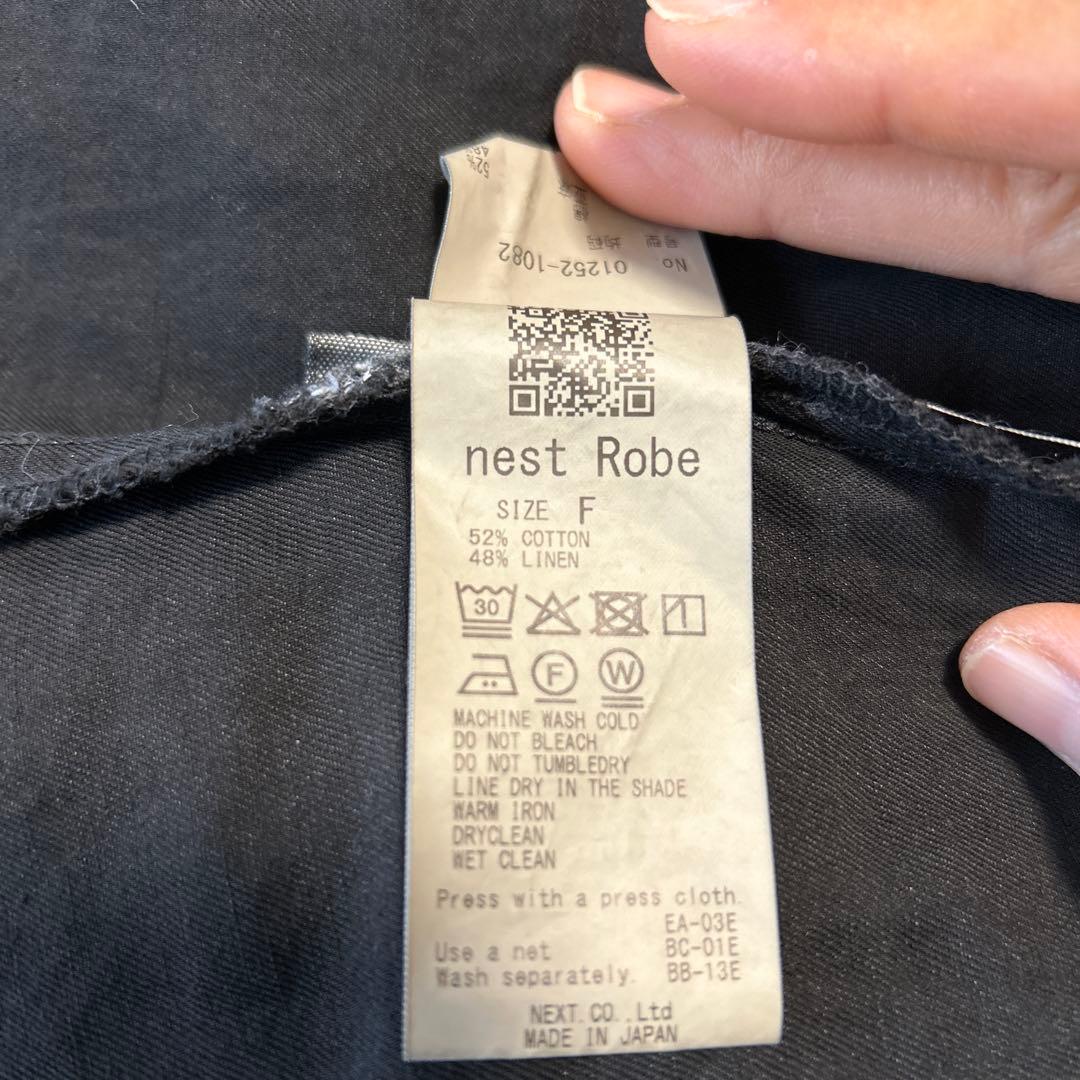 No. 01252-1082
52%
nest Robe
SIZE F
52% COTTON
48% LINEN
30
1
F
W
MACHINE WASH COLD
DO NOT BLEACH
DO NOT TUMBLEDRY
LINE DRY IN THE SHADE
WARM IRON
DRYCLEAN
WET CLEAN
Press with a press cloth.
EA-03E
Use a net BC-01E
Wash separately. BB-13E
NEXT.CO.,Ltd
MADE IN JAPAN